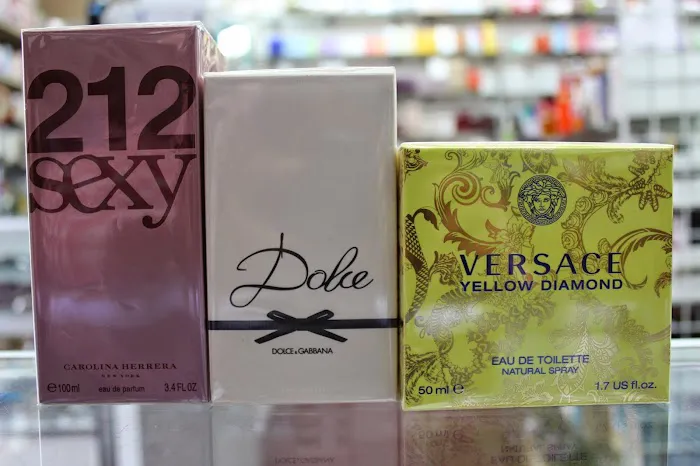 212
sexy
CAROLINA HERRERA
NEW YORK
℮ 100ml eau de parfum 3.4 FL OZ
Dolce
DOLCE & GABBANA
VERSACE
YELLOW DIAMOND
EAU DE TOILETTE
NATURAL SPRAY
50 ml ℮ 1.7 US fl.oz.